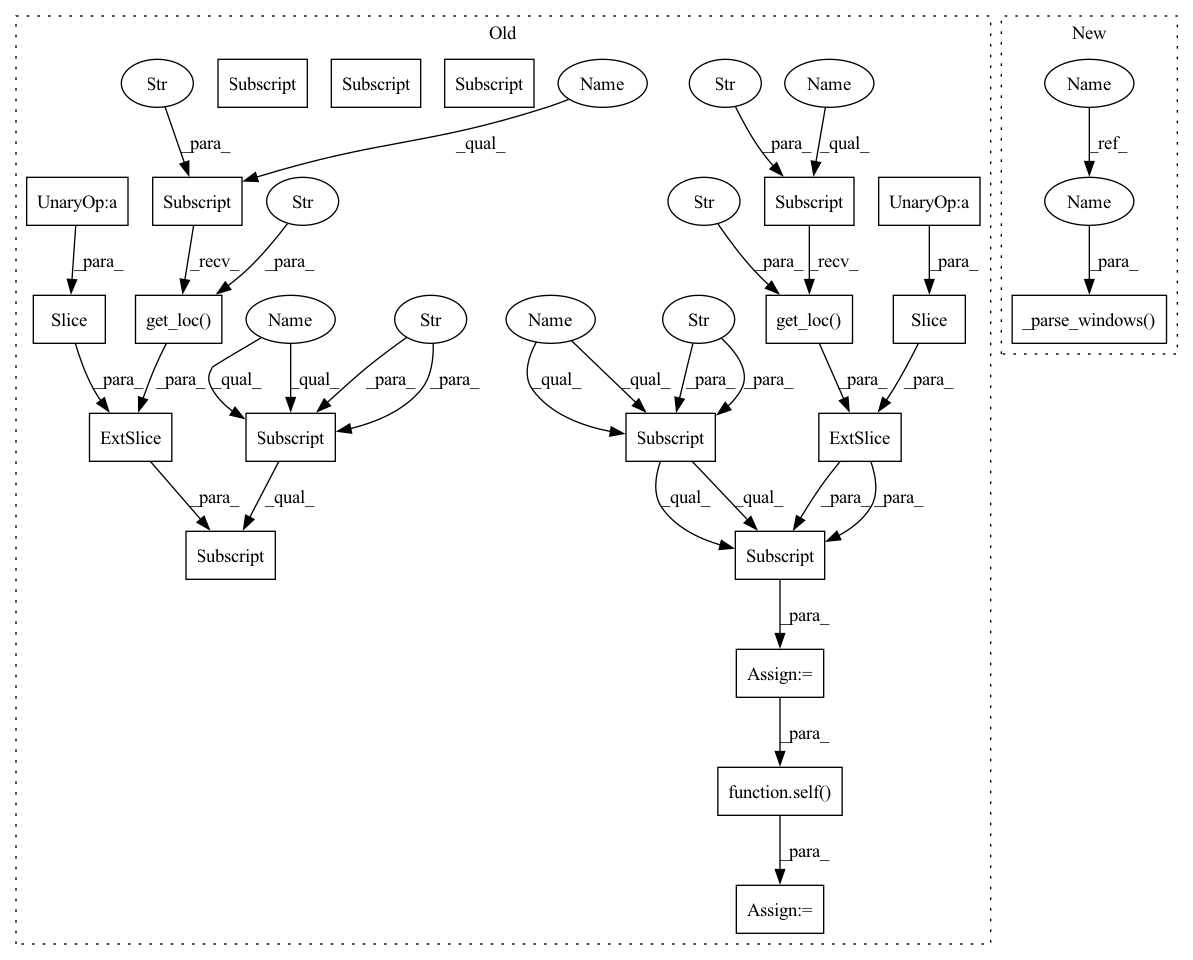 Old
New
Str
Subscript
Subscript
Subscript
Name
Str
Name
Name
_para_
_qual_
_para_
_qual_
_ref_
UnaryOp:a
Subscript
Str
Str
Subscript
UnaryOp:a
Name
_para_
_recv_
_para_
_para_
_recv_
_para_
_para_
Slice
get_loc()
Name
Str
Name
Str
get_loc()
Slice
_parse_windows()
_para_
_para_
_qual_
_qual_
_para_
_para_
_qual_
_qual_
_para_
_para_
_para_
_para_
ExtSlice
Subscript
Subscript
ExtSlice
_para_
_qual_
_qual_
_qual_
_para_
_para_
Subscript
Subscript
_para_
Assign:=
_para_
function.self()
_para_
Assign:=